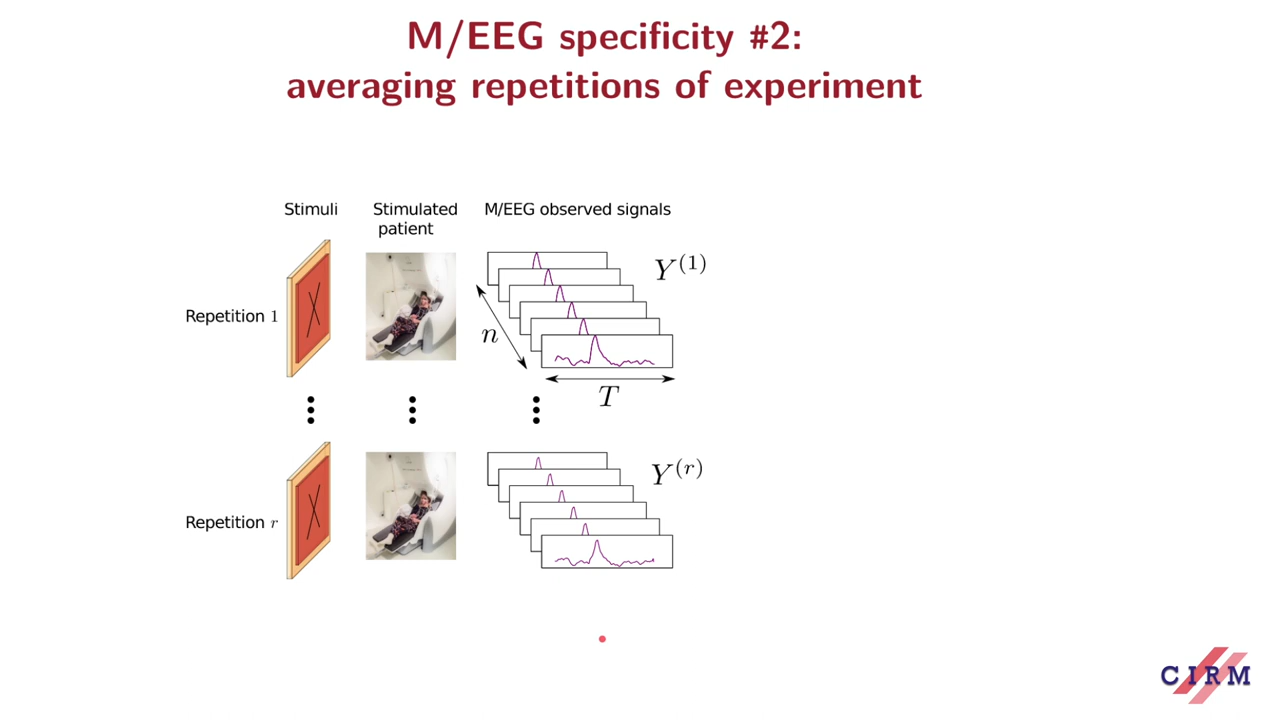 M/EEG specificity #2:
averaging repetitions of experiment
Stimuli
Stimulated
patient
M/EEG observed signals
Repetition 1
Y^{(1)}
n
T
Repetition r
Y^{(r)}
CIRM